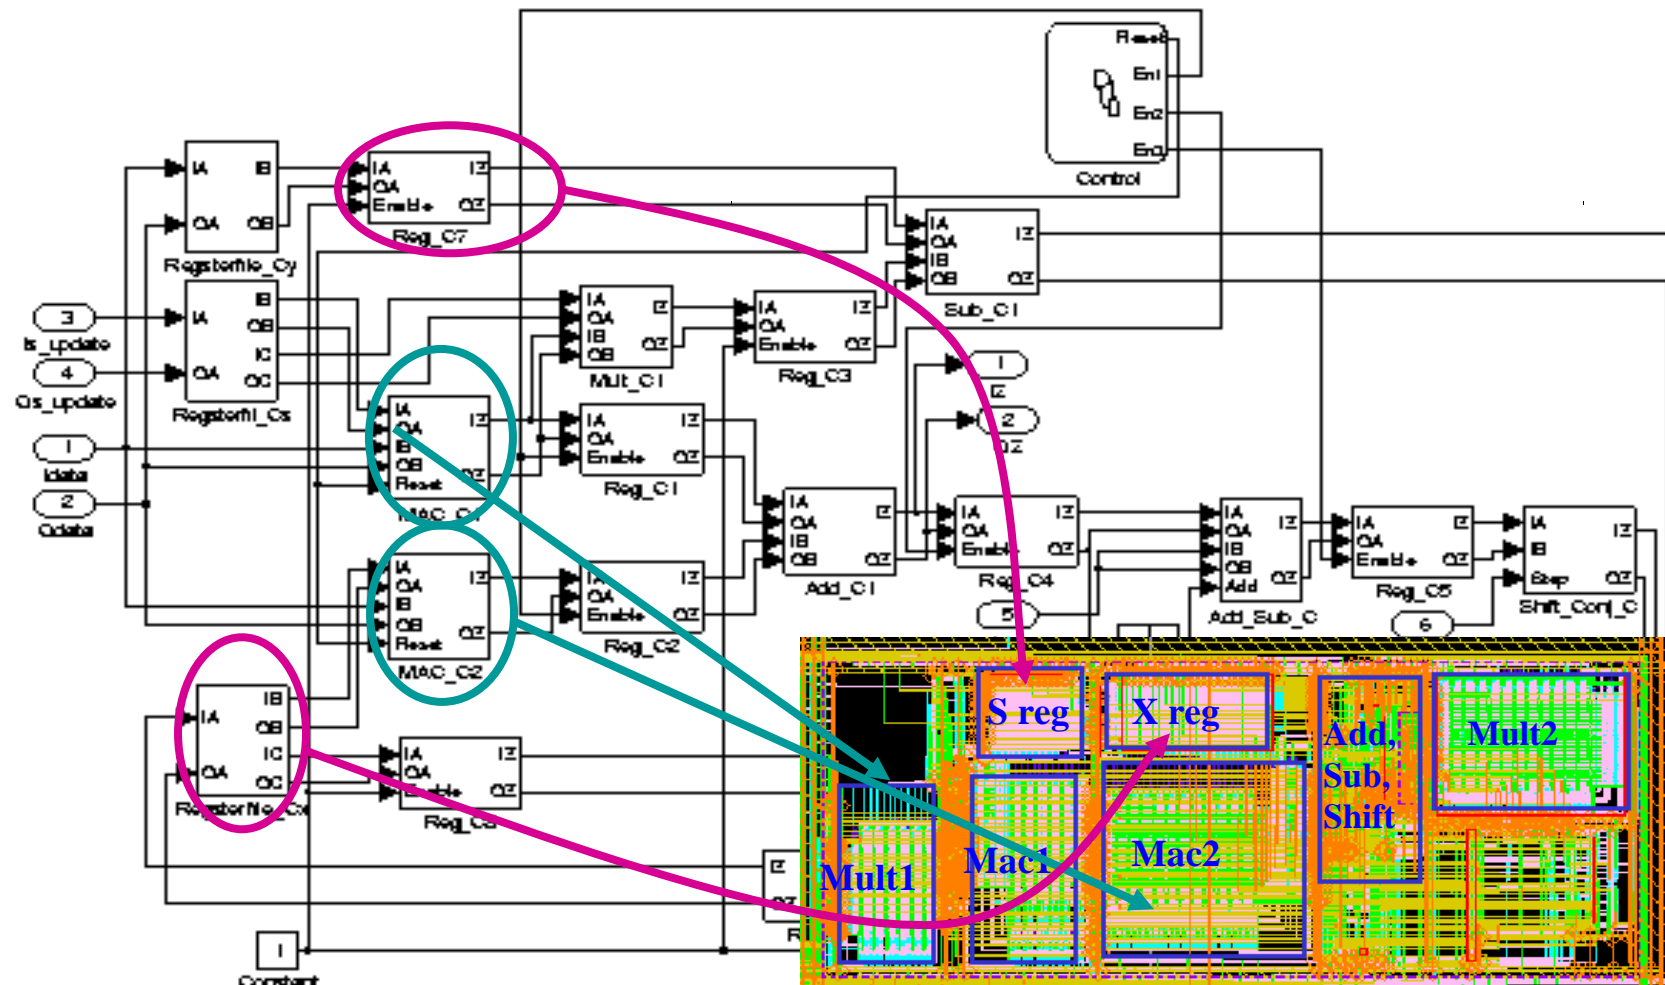 Reset
En1
En2
En3
Control
IA IB
QA QB
Registerfile_Cy
IA IZ
QA
Enable QZ
Reg_C7
IA IZ
QA
IB
QB QZ
Sub_C1
3
Is_update
4
Qs_update
1
Idata
2
Qdata
IB
IA QB
IC
QA QC
Registerfil_Cs
IA IZ
QA
IB
QB QZ
Mult_C1
IA IZ
QA
Enable QZ
Reg_C3
1
IZ
2
QZ
IA IZ
QA
IB
QB QZ
Reset
MAC_C1
IA IZ
QA
Enable QZ
Reg_C1
IA IZ
QA
IB
QB QZ
Add_C1
IA IZ
QA
Enable QZ
Reg_C4
5
IA IZ
QA
IB
QB QZ
Add
Add_Sub_C
IA IZ
QA
Enable QZ
Reg_C5
6
IA IZ
IB
Step QZ
Shift_Conj_C
IA IZ
QA
IB
QB QZ
Reset
MAC_C2
IA IZ
QA
Enable QZ
Reg_C2
IB
IA QB
IC
QA QC
Registerfile_Cx
IA IZ
QA
Enable QZ
IZ
QZ
R
1
Constant
S reg
X reg
Add,
Sub,
Shift
Mult2
Mult1
Mac1
Mac2